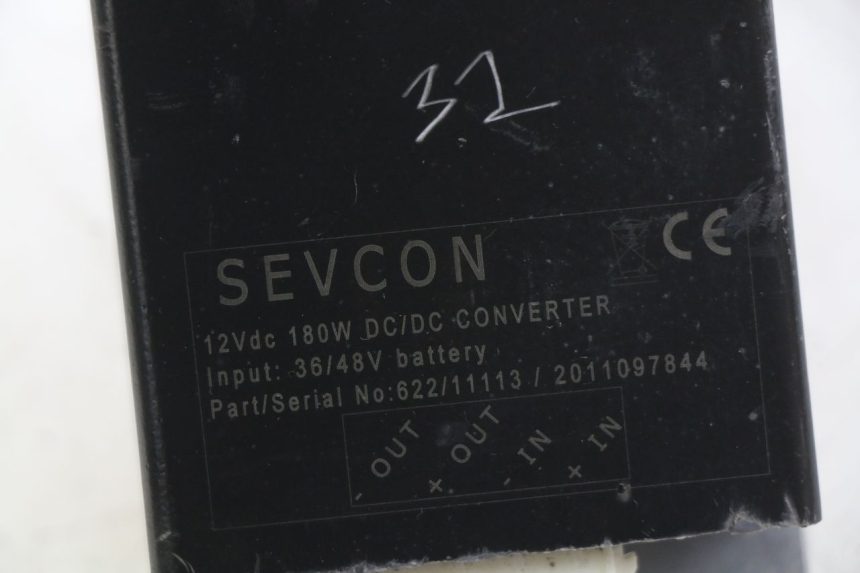 32
SEVCON CE
12Vdc 180W DC/DC CONVERTER
Input: 36/48V battery
Part/Serial No:622/11113 / 2011097844
- OUT + OUT - IN + IN